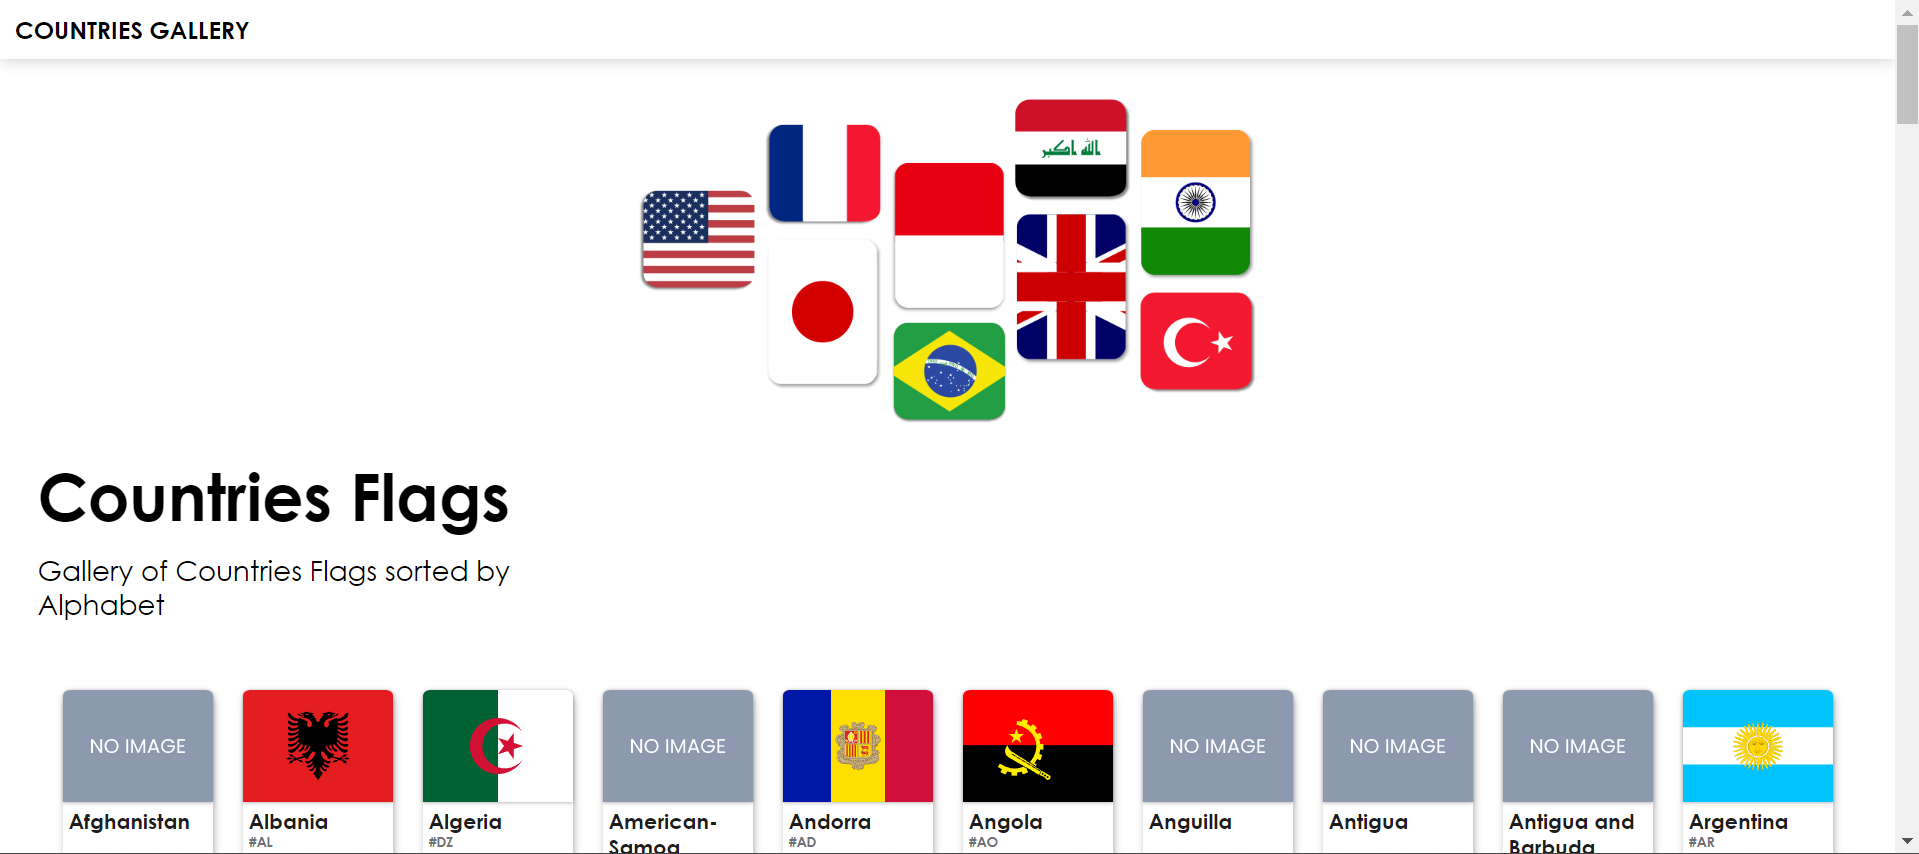 COUNTRIES GALLERY
الله اكبر
Countries Flags
Gallery of Countries Flags sorted by
Alphabet
NO IMAGE
NO IMAGE
NO IMAGE
NO IMAGE
NO IMAGE
Afghanistan
Albania
#AL
Algeria
#DZ
American-
Samoa
Andorra
#AD
Angola
#AO
Anguilla
Antigua
Antigua and
Barbuda
Argentina
#AR